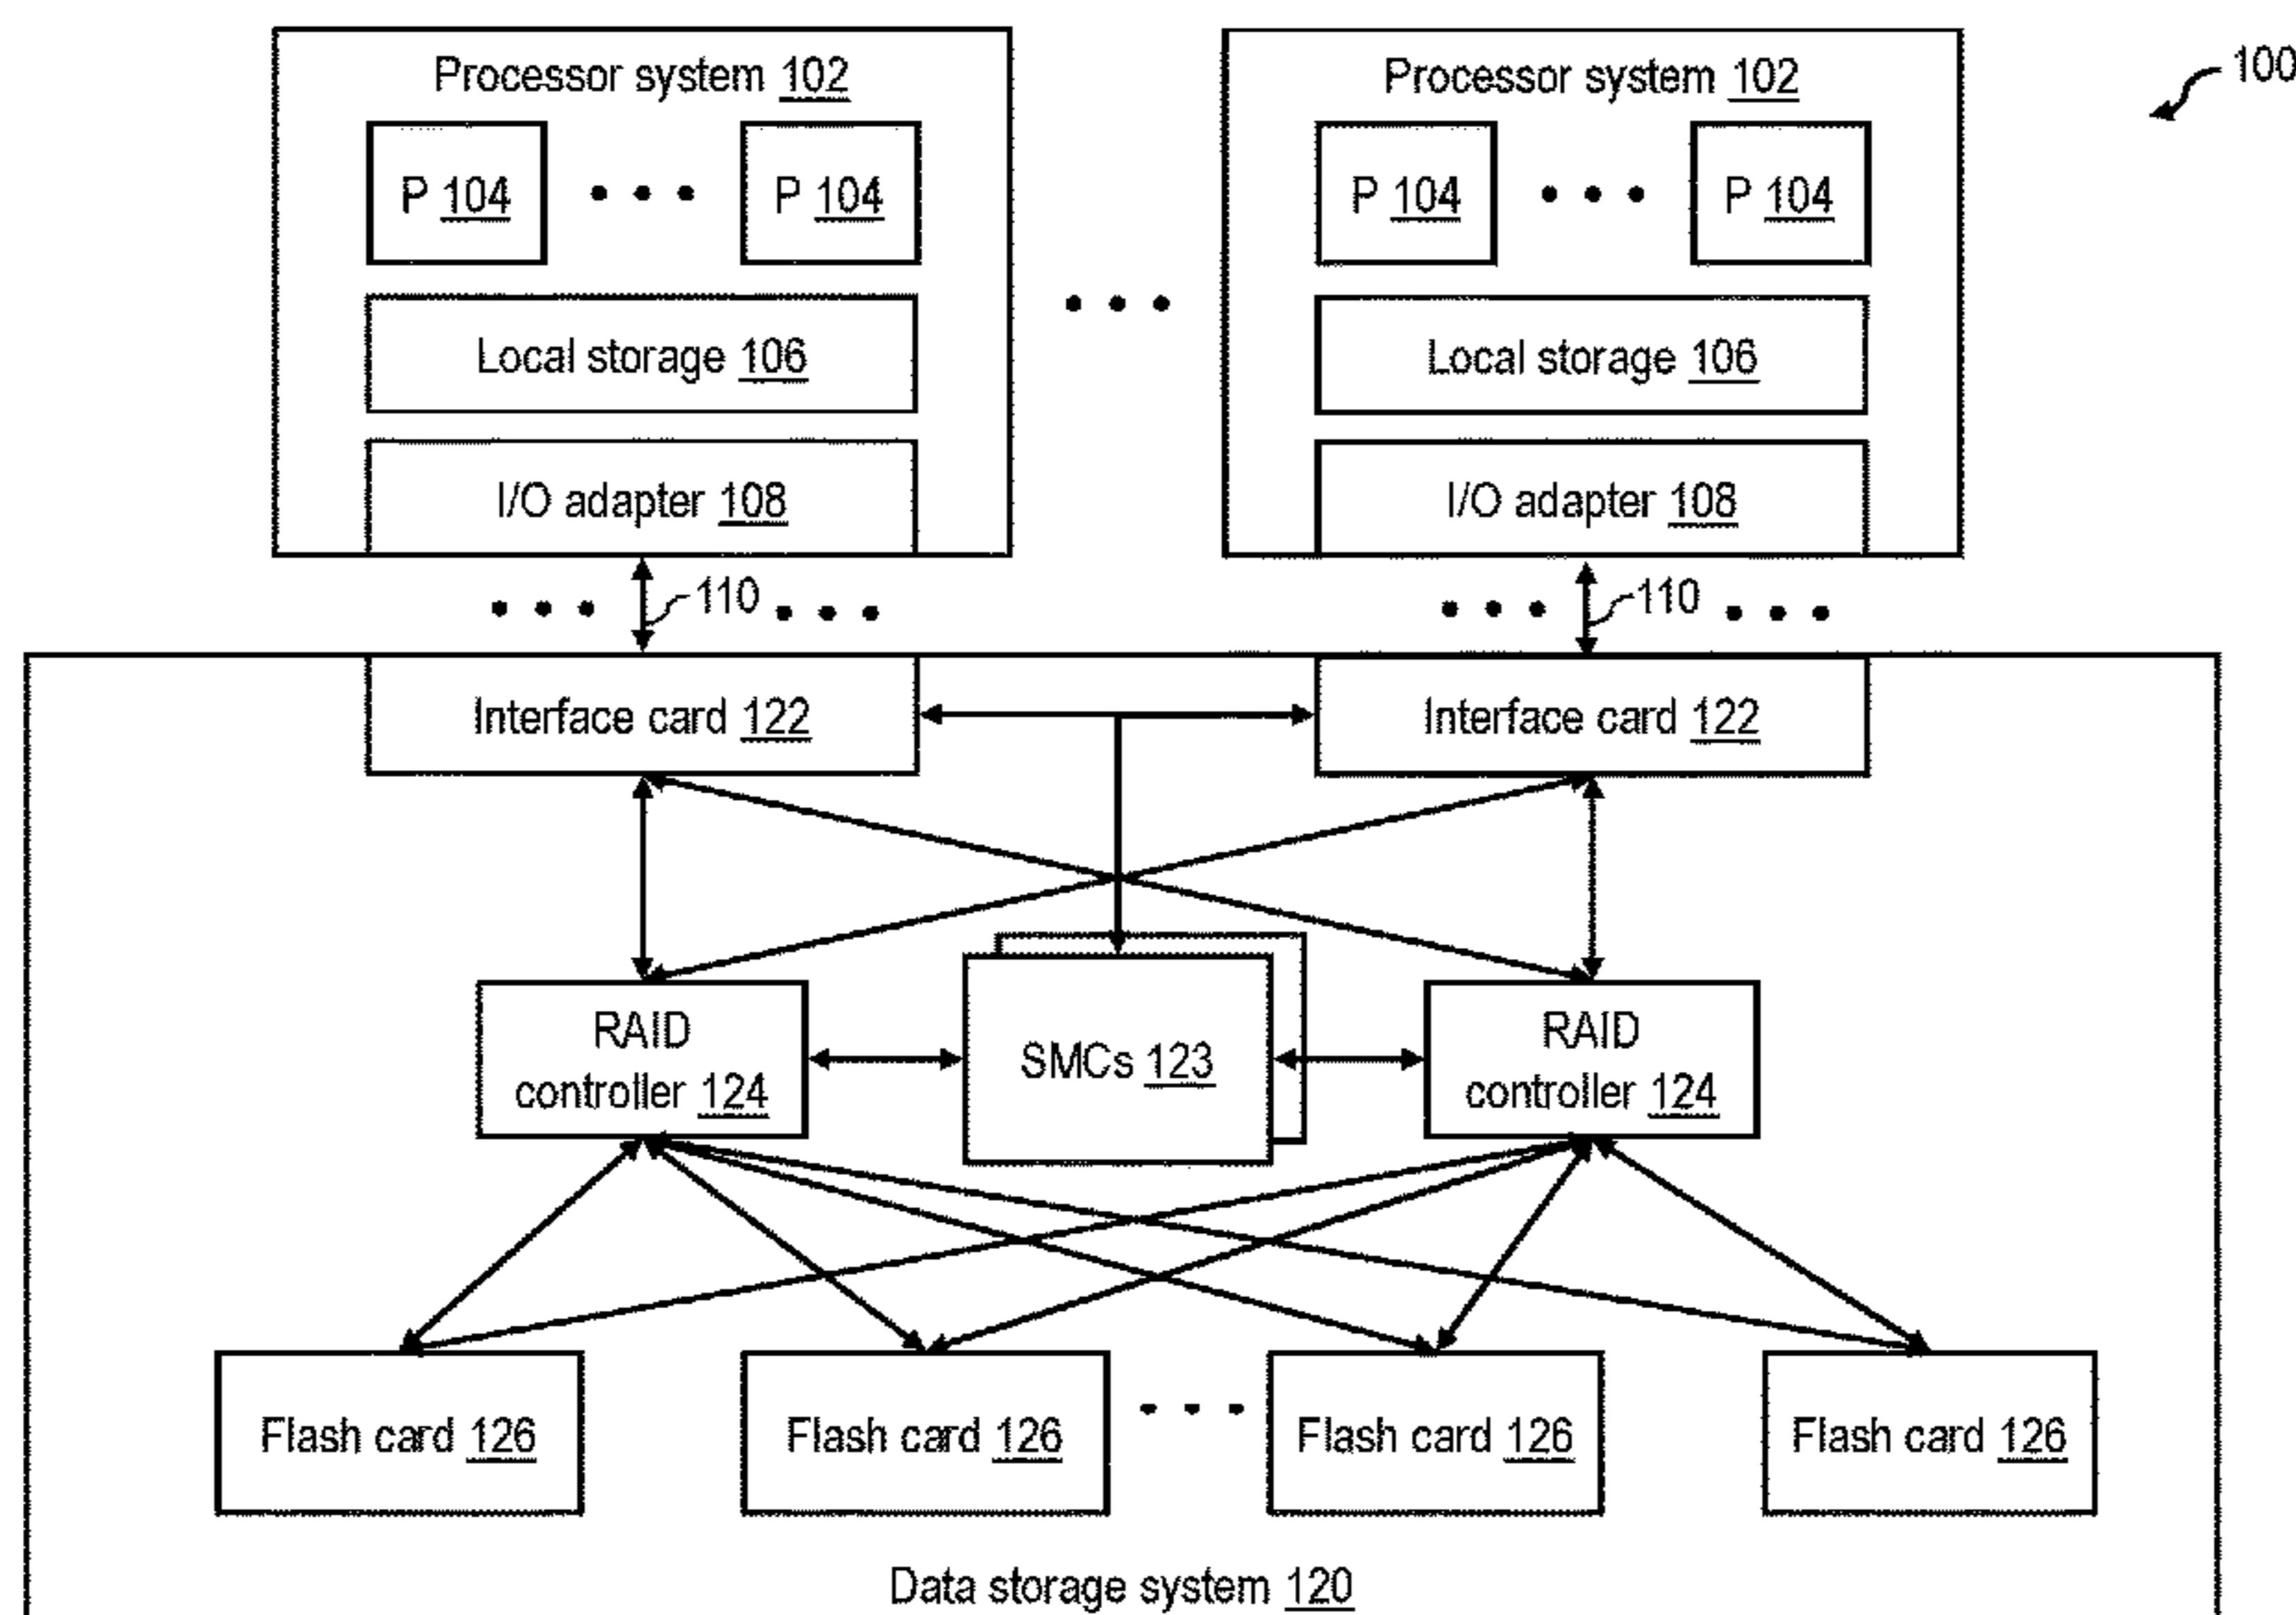 Processor system 102
Processor system 102
100
P 104
P 104
P 104
P 104
Local storage 106
Local storage 106
I/O adapter 108
I/O adapter 108
110
110
Interface card 122
Interface card 122
RAID
controller 124
SMCs 123
RAID
controller 124
Flash card 126
Flash card 126
Flash card 126
Flash card 126
Data storage system 120